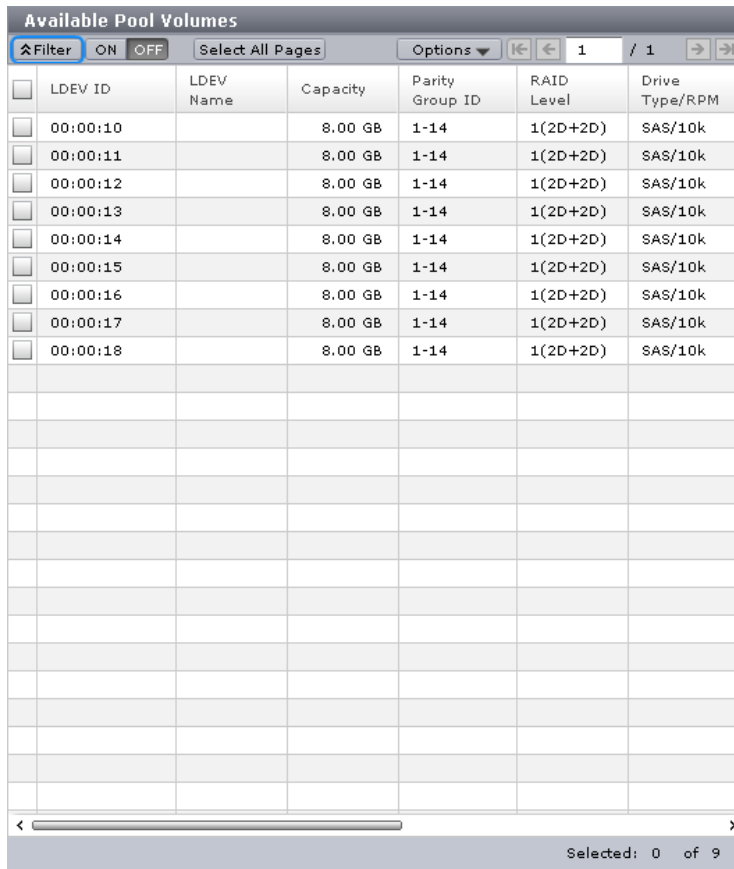 Available Pool Volumes
Filter ON OFF Select All Pages Options 1 / 1
LDEV ID LDEV Name Capacity Parity Group ID RAID Level Drive Type/RPM
00:00:10 8.00 GB 1-14 1(2D+2D) SAS/10k
00:00:11 8.00 GB 1-14 1(2D+2D) SAS/10k
00:00:12 8.00 GB 1-14 1(2D+2D) SAS/10k
00:00:13 8.00 GB 1-14 1(2D+2D) SAS/10k
00:00:14 8.00 GB 1-14 1(2D+2D) SAS/10k
00:00:15 8.00 GB 1-14 1(2D+2D) SAS/10k
00:00:16 8.00 GB 1-14 1(2D+2D) SAS/10k
00:00:17 8.00 GB 1-14 1(2D+2D) SAS/10k
00:00:18 8.00 GB 1-14 1(2D+2D) SAS/10k
Selected: 0 of 9